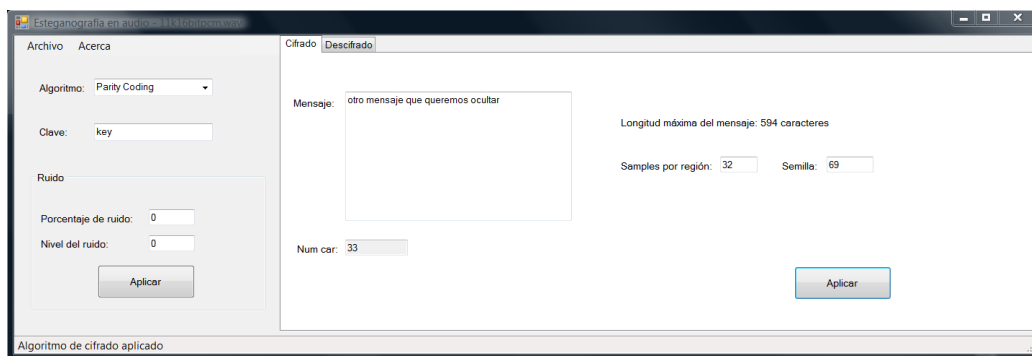 Esteganografía en audio - 11k16bitpcm.wav
Archivo Acerca
Algoritmo: Parity Coding
Clave: key
Ruido
Porcentaje de ruido: 0
Nivel del ruido: 0
Aplicar
Cifrado Descifrado
Mensaje: otro mensaje que queremos ocultar
Num car: 33
Longitud máxima del mensaje: 594 caracteres
Samples por región: 32 Semilla: 69
Aplicar
Algoritmo de cifrado aplicado